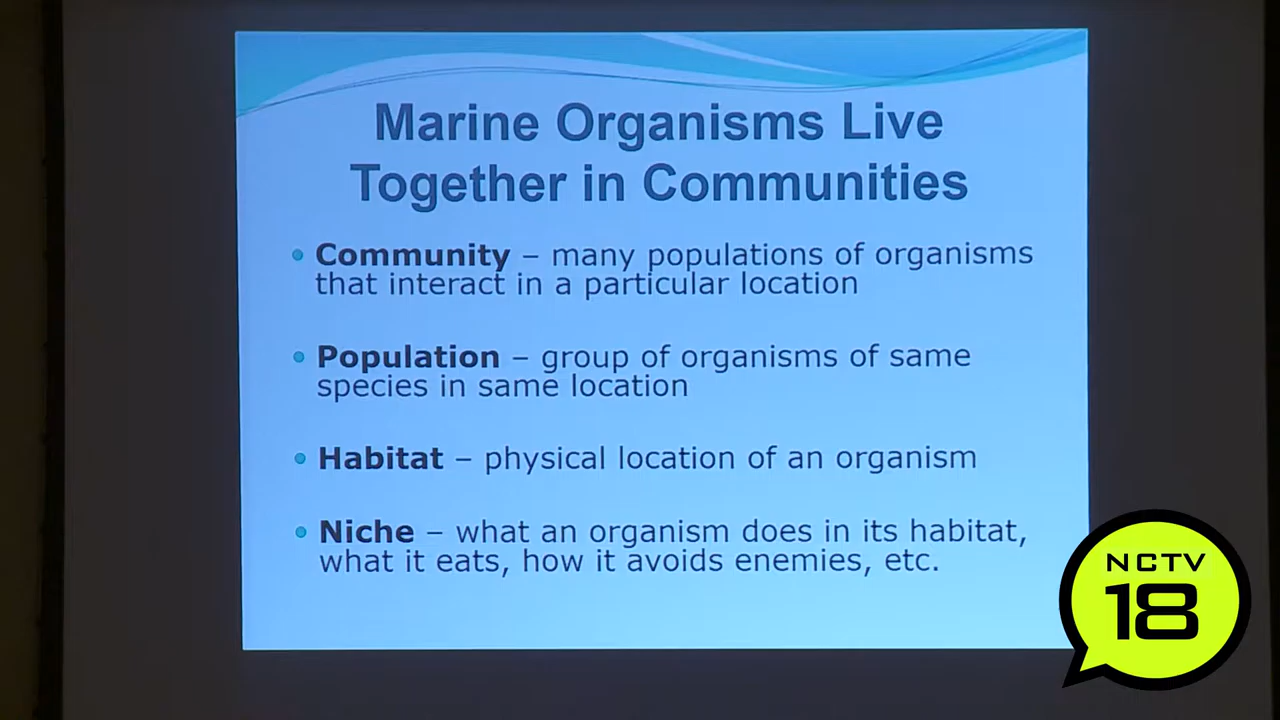 Marine Organisms Live
Together in Communities
• Community – many populations of organisms
that interact in a particular location
• Population – group of organisms of same
species in same location
• Habitat – physical location of an organism
• Niche – what an organism does in its habitat,
what it eats, how it avoids enemies, etc.
NCTV
18